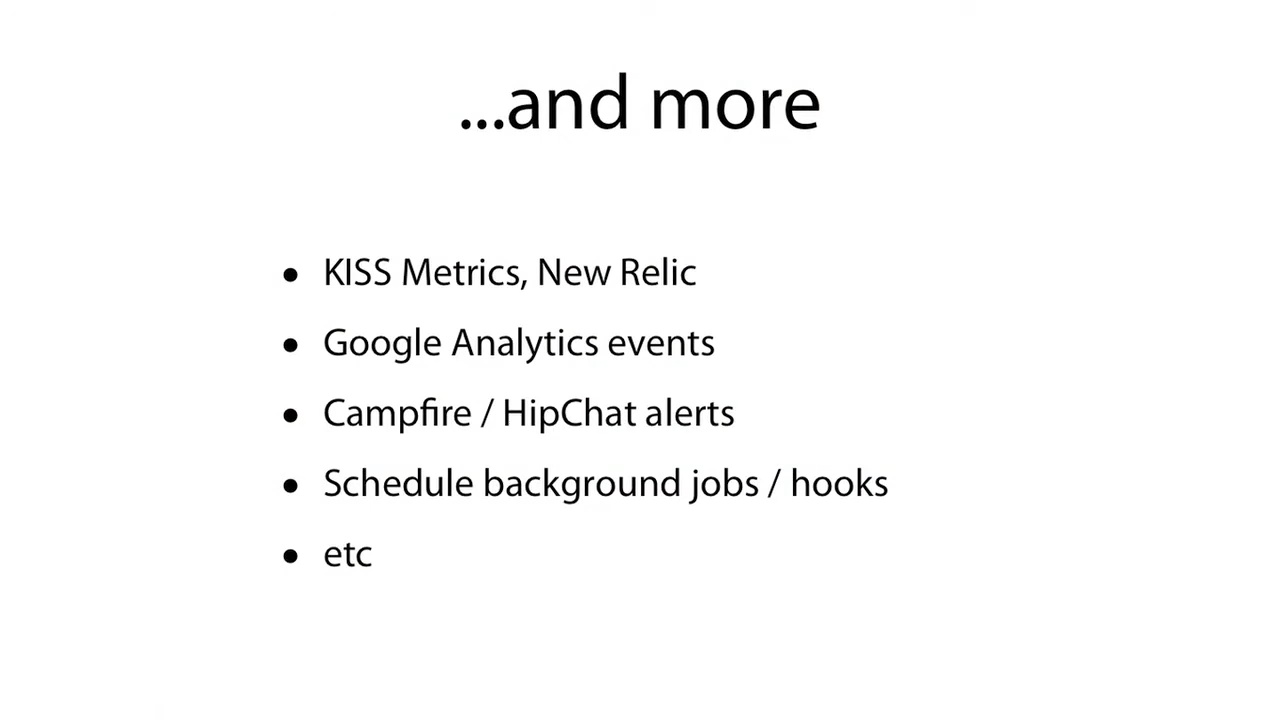 ...and more
• KISS Metrics, New Relic
• Google Analytics events
• Campfire / HipChat alerts
• Schedule background jobs / hooks
• etc